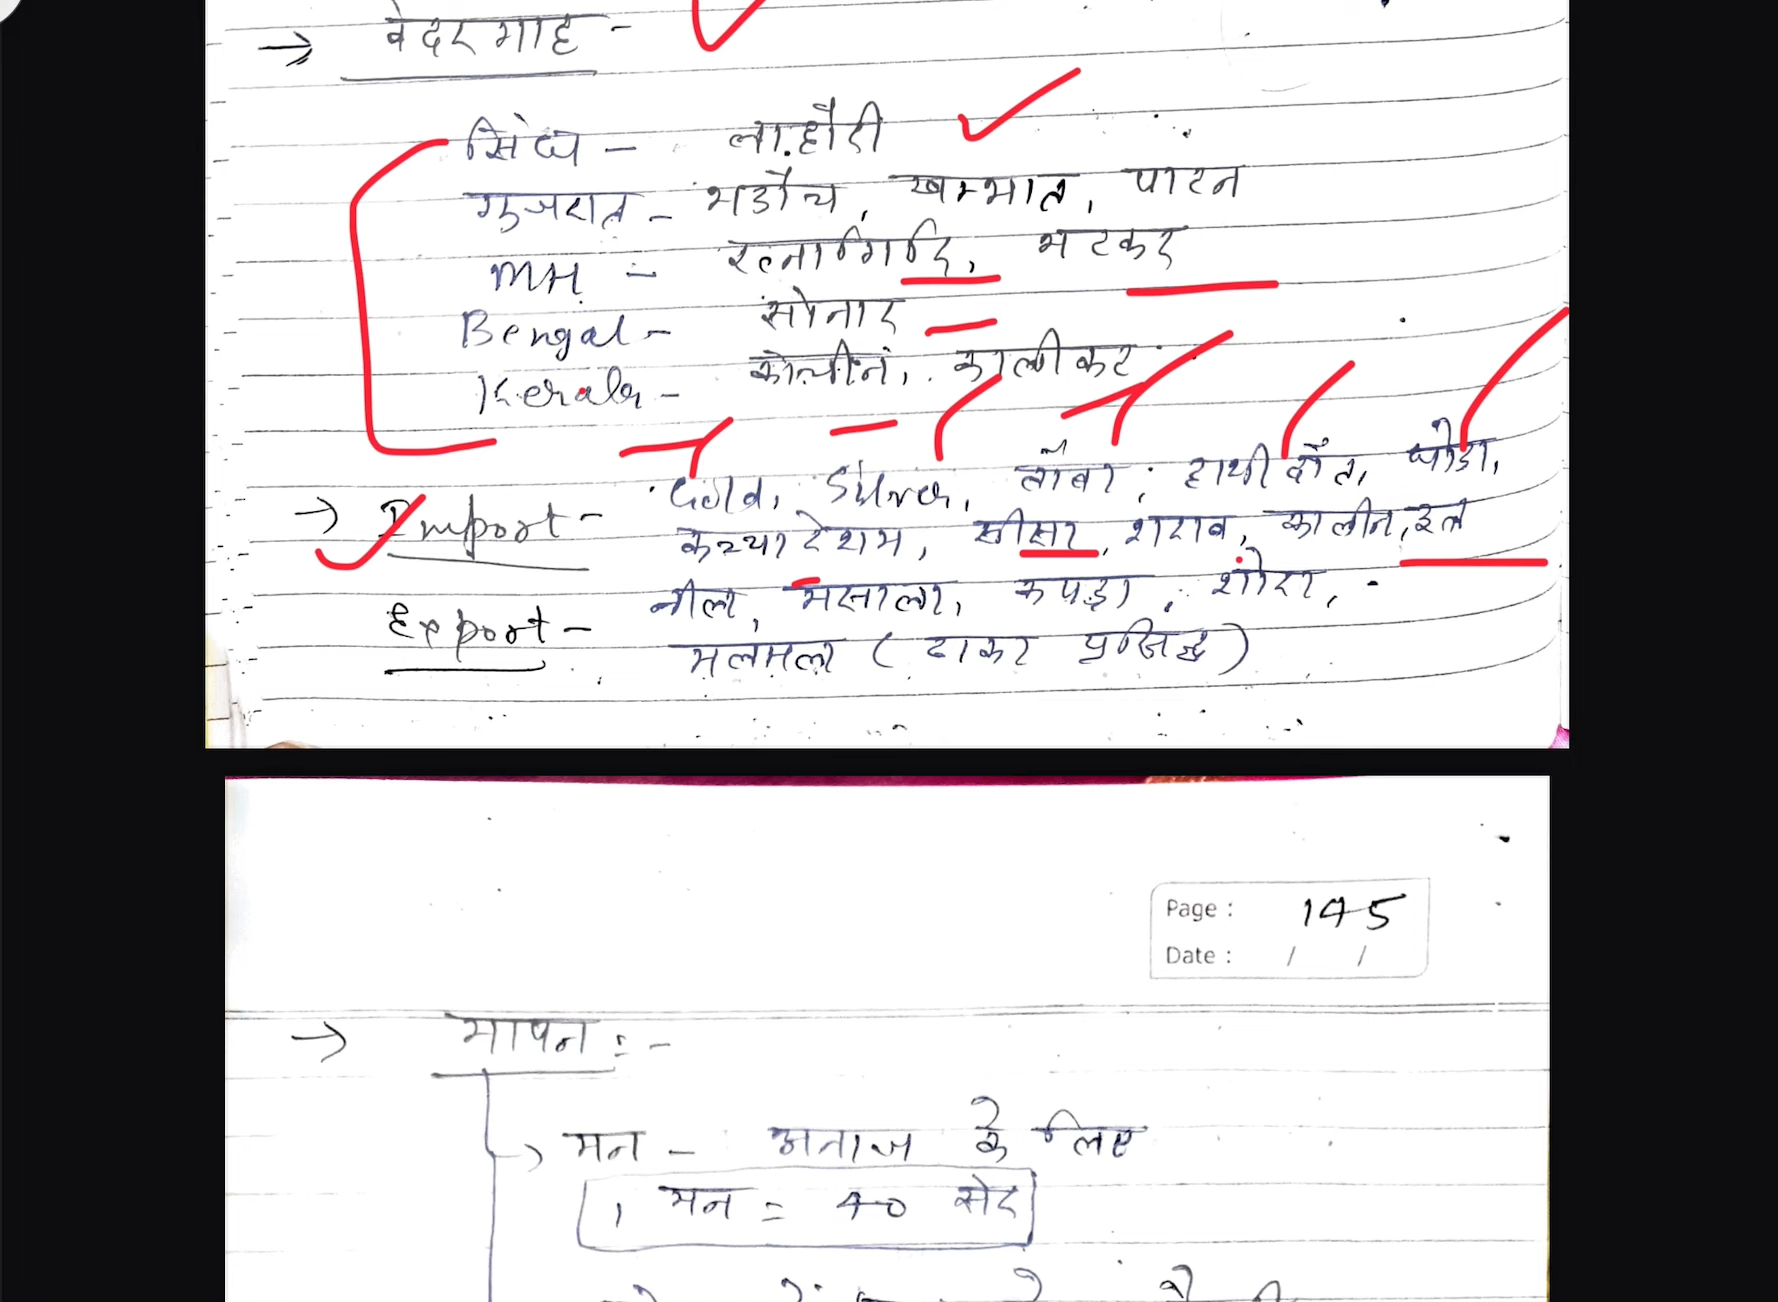 → बंदरगाह -
सिंध - लाहौरी
गुजरात - भडौच, खम्भात, पाटन
MH - रत्नागिरि, भटकर
Bengal - सोनार
Kerala - कोचीन, कालीकट
→ Import - Gold, Silver, ताँबा, हाथी दाँत, घोडा,
कच्चा रेशम, सीसा, शराब, कालीन, इत्र
Export - नील, मसाला, कपड़ा, शोरा,
मलमल (ढाका प्रसिद्ध)
Page : 145
Date : / /
→ मापन :-
→ मन - अनाज के लिए
1 मन = 40 सेर